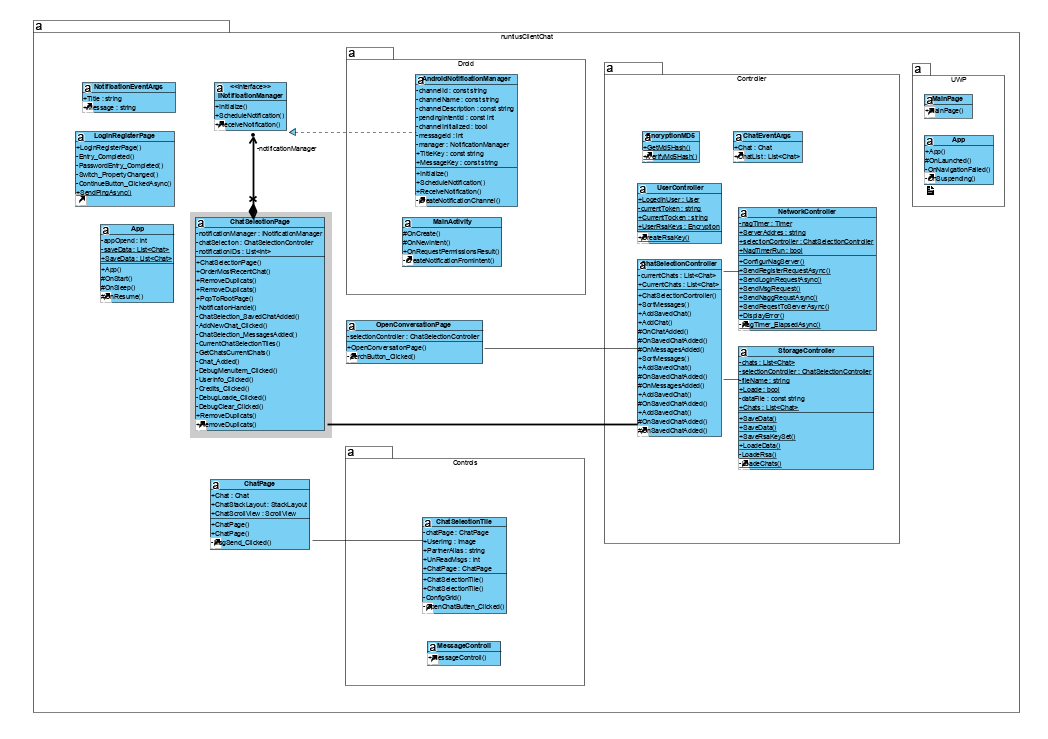 a
runtusClientChat
a
NotificationEventArgs
+Title : string
+Message : string
a
<<Interface>>
INotificationManager
+Initialize()
+ScheduleNotification()
+ReceiveNotification()
-notificationManager
a
LoginRegisterPage
+LoginRegisterPage()
-Entry_Completed()
-PasswordEntry_Completed()
-Switch_PropertyChanged()
-ContinueButton_ClickedAsync()
+SendPingAsync()
a
App
-appOpend : int
-saveData : List<Chat>
+SaveData : List<Chat>
+App()
#OnStart()
#OnSleep()
#OnResume()
a
ChatSelectionPage
-notificationManager : INotificationManager
-chatSelection : ChatSelectionController
-notificationIDs : List<int>
+ChatSelectionPage()
+OrderMostRecentChat()
+RemoveDuplicats()
+RemoveDuplicats()
+PopToRootPage()
-NotificationHandel()
-ChatSelection_SavedChatAdded()
-AddNewChat_Clicked()
-ChatSelection_MessagesAdded()
-CurrentChatSelectionTiles()
-GetChatsCurrentChats()
-Chat_Added()
-DebugMenuItem_Clicked()
-UserInfo_Clicked()
-Credits_Clicked()
-DebugLoade_Clicked()
-DebugClear_Clicked()
+RemoveDuplicats()
emoveDuplicats()
a
ChatPage
+Chat : Chat
+ChatStackLayout : StackLayout
+ChatScrollView : ScrollView
+ChatPage()
+ChatPage()
-MsgSend_Clicked()
a
Droid
a
AndroidNotificationManager
-channelId : const string
-channelName : const string
-channelDescription : const string
-pendingIntentId : const int
-channelInitialized : bool
-messageId : int
-manager : NotificationManager
+TitleKey : const string
+MessageKey : const string
+Initialize()
+ScheduleNotification()
+ReceiveNotification()
-CreateNotificationChannel()
a
MainActivity
#OnCreate()
#OnNewIntent()
+OnRequestPermissionsResult()
-CreateNotificationFromIntent()
a
OpenConversationPage
-selectionController : ChatSelectionController
+OpenConversationPage()
erchButton_Clicked()
a
Controls
a
ChatSelectionTile
-chatPage : ChatPage
+UserImg : Image
+PartnerAlias : string
+UnReadMsgs : int
+ChatPage : ChatPage
+ChatSelectionTile()
+ChatSelectionTile()
-ConfigGrid()
-OpenChatButten_Clicked()
a
MessageControll
+MessageControll()
a
Controller
a
EncryptionMD5
+GetMd5Hash()
+VerifyMd5Hash()
a
ChatEventArgs
+Chat : Chat
+ChatList : List<Chat>
a
UserController
+LogedInUser : User
-currentToken : string
+CurrentTocken : string
+UserRsaKeys : Encryption
+CreateRsaKey()
a
ChatSelectionController
-currentChats : List<Chat>
+CurrentChats : List<Chat>
+ChatSelectionController()
+SortMessages()
+AddSavedChat()
+AddChat()
#OnChatAdded()
#OnSavedChatAdded()
#OnMessagesAdded()
+SortMessages()
+AddSavedChat()
#OnSavedChatAdded()
#OnMessagesAdded()
+AddSavedChat()
#OnSavedChatAdded()
+AddSavedChat()
#OnSavedChatAdded()
#OnSavedChatAdded()
a
NetworkController
-nagTimer : Timer
+ServerAddres : string
+selectionController : ChatSelectionController
+NagTimerRun : bool
+ConfigurNagServer()
+SendRegisterRequestAsync()
+SendLoginRequestAsync()
+SendMsgRequest()
+SendNaggRequstAsync()
+SendReqestToServerAsync()
+DisplayError()
-NagTimer_ElapsedAsync()
a
StorageController
-chats : List<Chat>
-selectionController : ChatSelectionController
-fileName : string
+Loade : bool
-dataFile : const string
+Chats : List<Chat>
+SaveData()
+SaveData()
+SaveRsaKeySet()
+LoadeData()
-LoadeRsa()
-LoadeChats()
a
UWP
a
MainPage
+MainPage()
a
App
+App()
#OnLaunched()
-OnNavigationFailed()
-OnSuspending()